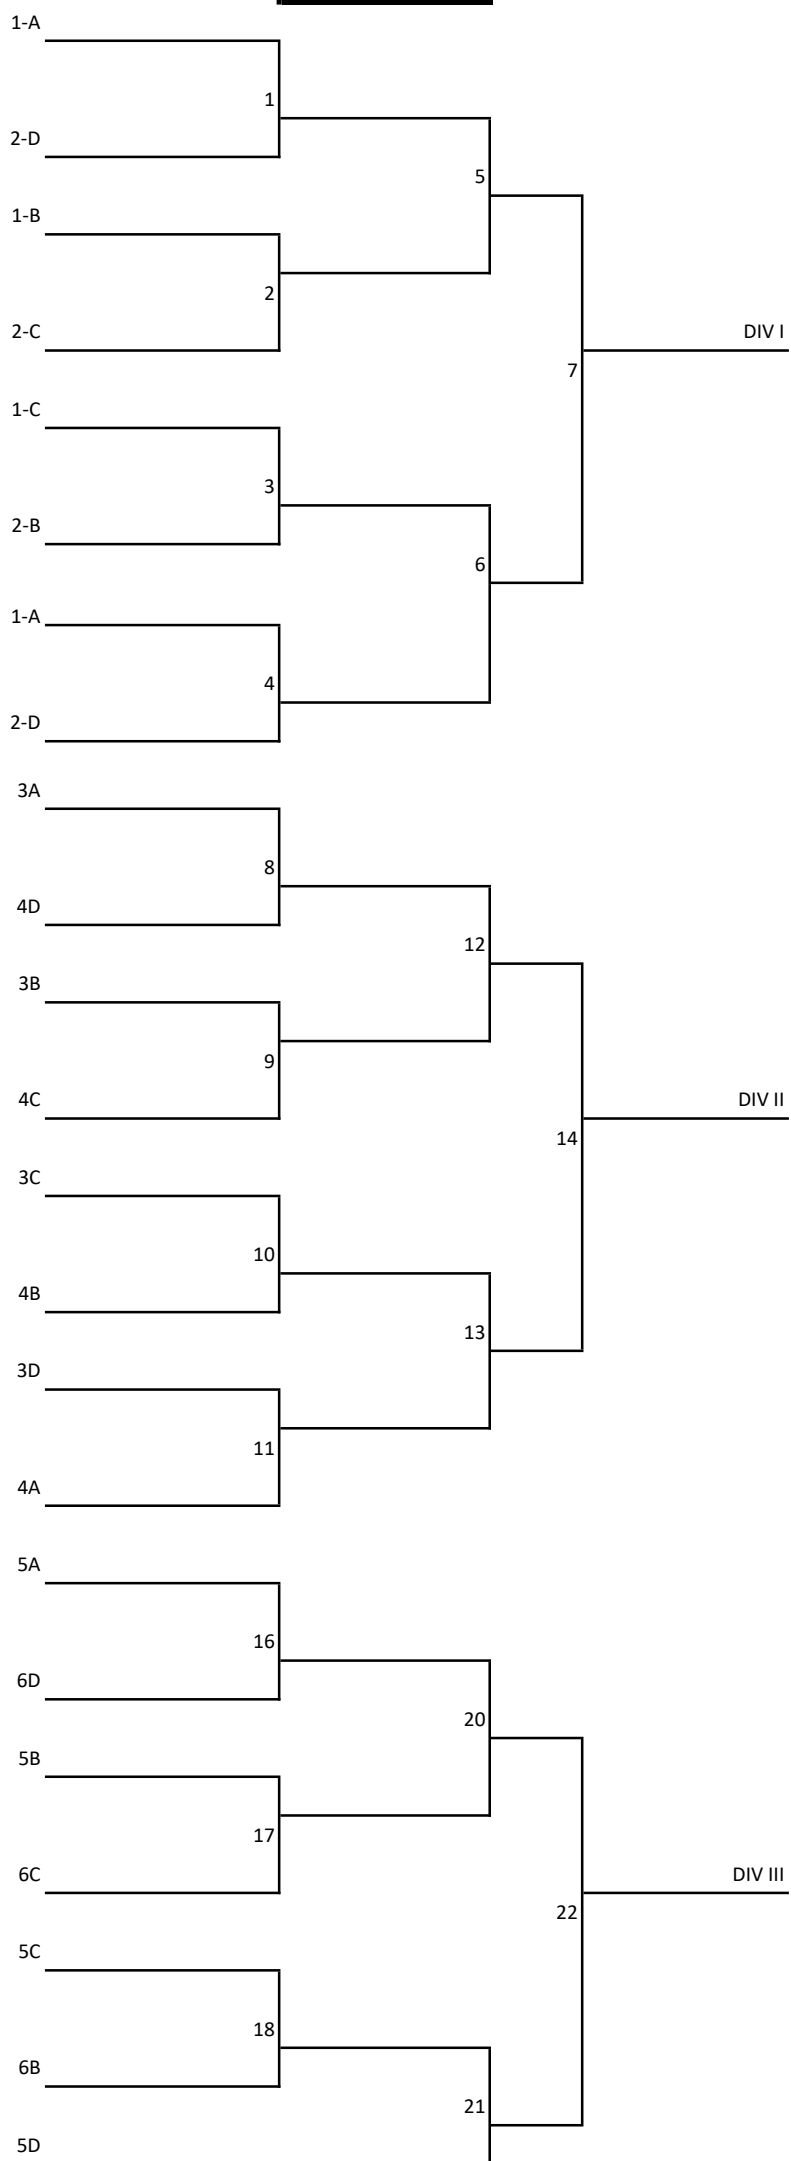 1-A
1
2-D
5
1-B
2
2-C
DIV I
7
1-C
3
2-B
6
1-A
4
2-D
3A
8
4D
12
3B
9
4C
DIV II
14
3C
10
4B
13
3D
11
4A
5A
16
6D
20
5B
17
6C
DIV III
22
5C
18
6B
21
5D